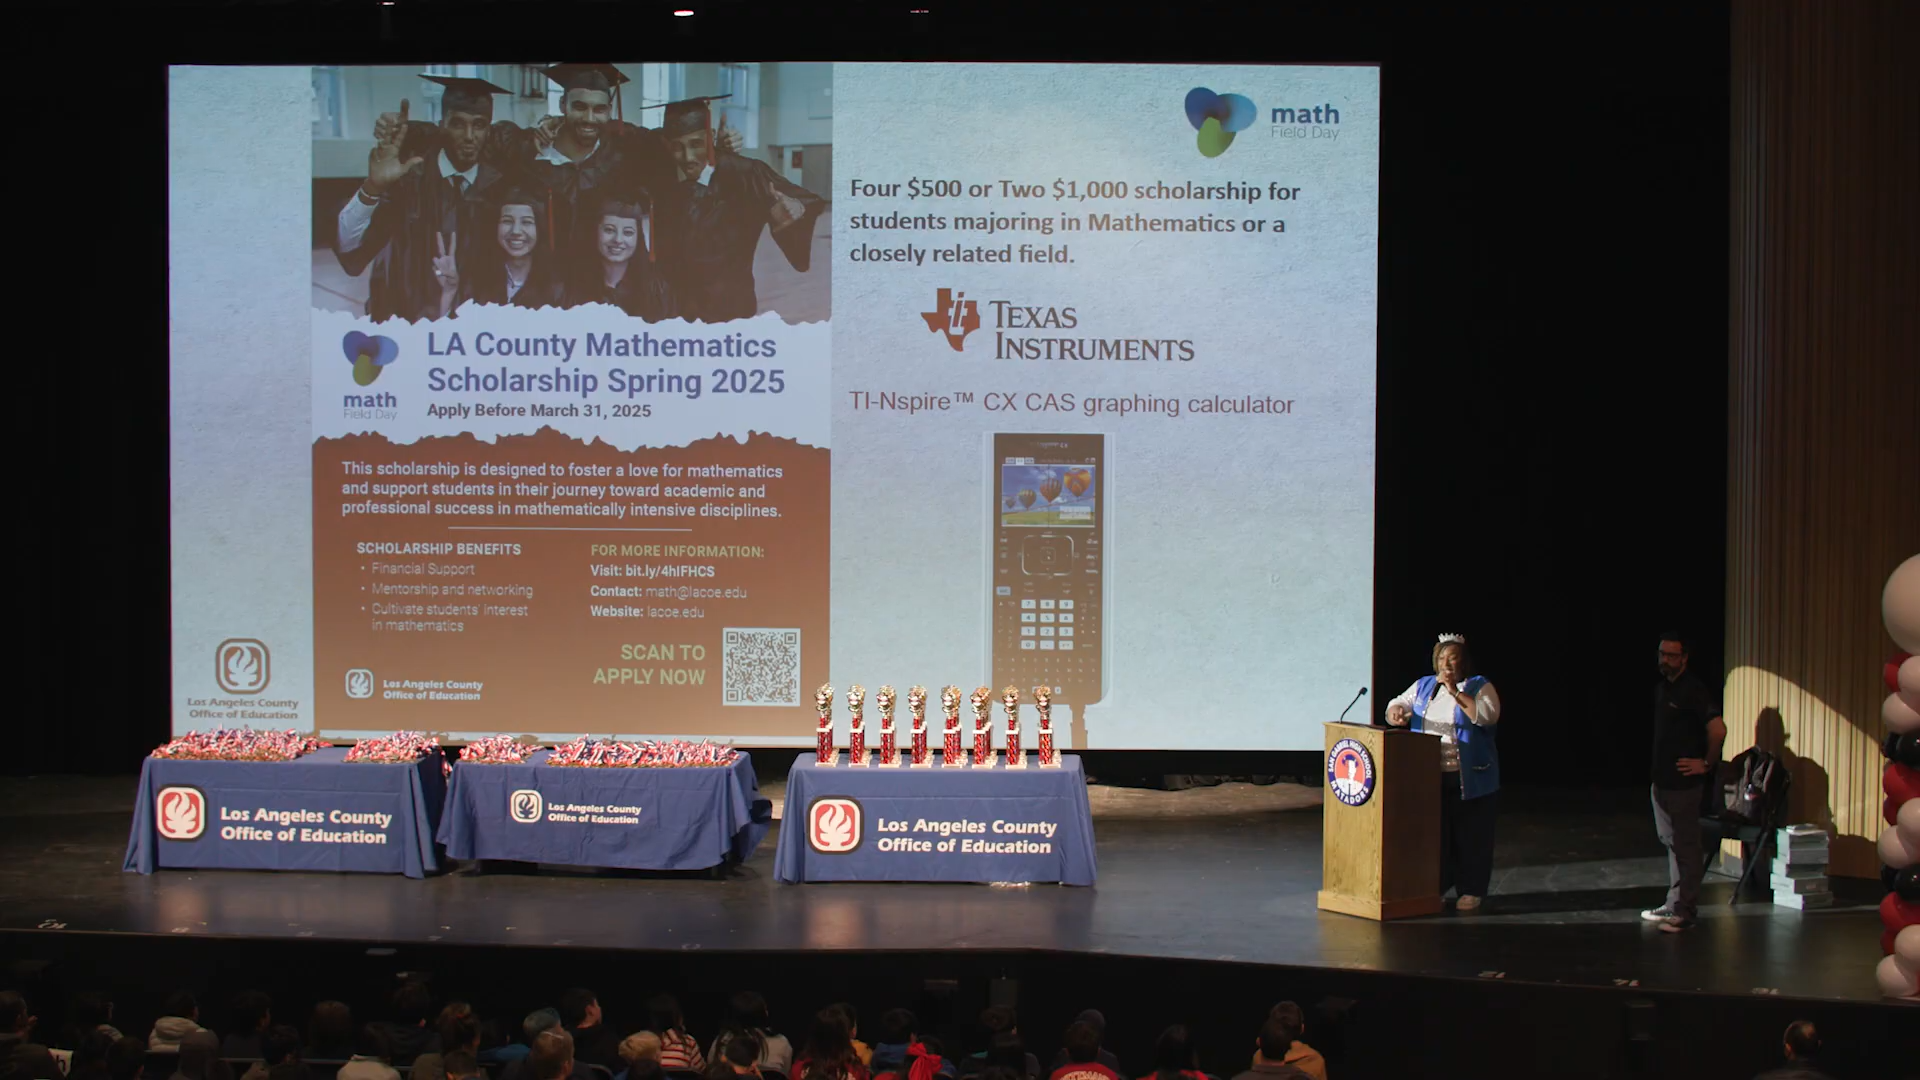 math
Field Day
Four $500 or Two $1,000 scholarship for
students majoring in Mathematics or a
closely related field.
TEXAS
INSTRUMENTS
TI-Nspire™ CX CAS graphing calculator
LA County Mathematics
Scholarship Spring 2025
Apply Before March 31, 2025
math
Field Day
This scholarship is designed to foster a love for mathematics
and support students in their journey toward academic and
professional success in mathematically intensive disciplines.
SCHOLARSHIP BENEFITS
• Financial Support
• Mentorship and networking
• Cultivate students' interest
in mathematics
FOR MORE INFORMATION:
Visit: bit.ly/4hIFHCS
Contact: math@lacoe.edu
Website: lacoe.edu
SCAN TO
APPLY NOW
Los Angeles County
Office of Education
Los Angeles County
Office of Education
Los Angeles County
Office of Education
Los Angeles County
Office of Education
Los Angeles County
Office of Education
SAN GABRIEL HIGH SCHOOL
MATADORS